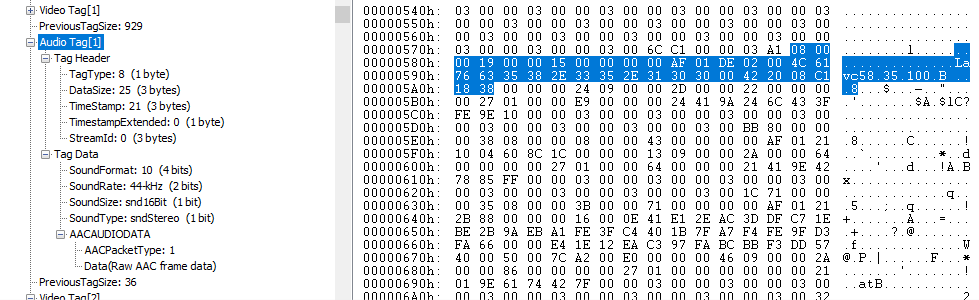 Video Tag[1]
PreviousTagSize: 929
Audio Tag[1]
Tag Header
TagType: 8 (1 byte)
DataSize: 25 (3 bytes)
TimeStamp: 21 (3 bytes)
TimestampExtended: 0 (1 byte)
StreamId: 0 (3 bytes)
Tag Data
SoundFormat: 10 (4 bits)
SoundRate: 44-kHz (2 bits)
SoundSize: snd16Bit (1 bit)
SoundType: sndStereo (1 bit)
AACAUDIODATA
AACPacketType: 1
Data(Raw AAC frame data)
PreviousTagSize: 36
Video Tag[2]
00000540h: 03 00 00 03 00 00 03 00 00 03 00 00 03 00 00 03 ................
00000550h: 00 00 03 00 00 03 00 00 03 00 00 03 00 00 03 00 ................
00000560h: 00 03 00 00 03 00 00 03 00 00 03 00 00 03 00 00 ................
00000570h: 03 00 00 03 00 00 03 00 6C C1 00 00 03 A1 08 00 ........l.......
00000580h: 00 19 00 00 15 00 00 00 00 AF 01 DE 02 00 4C 61 ..............La
00000590h: 76 63 35 38 2E 33 35 2E 31 30 30 00 42 20 08 C1 vc58.35.100.B ..
000005A0h: 18 38 00 00 00 24 09 00 00 2D 00 00 22 00 00 00 .8...$...-.."...
000005B0h: 00 27 01 00 00 E9 00 00 00 24 41 9A 24 6C 43 3F .'.......$A.$lC?
000005C0h: FE 9E 10 00 00 03 00 00 03 00 00 03 00 00 03 00 ................
000005D0h: 00 03 00 00 03 00 00 03 00 00 03 00 BB 80 00 00 ................
000005E0h: 00 38 08 00 00 08 00 00 43 00 00 00 00 AF 01 21 .8......C......!
000005F0h: 10 04 60 8C 1C 00 00 00 13 09 00 00 2A 00 00 64 ..`.........*..d
00000600h: 00 00 00 00 27 01 00 00 64 00 00 00 21 41 9E 42 ....'...d...!A.B
00000610h: 78 85 FF 00 00 03 00 00 03 00 00 03 00 00 03 00 x...............
00000620h: 00 03 00 00 03 00 00 03 00 00 03 00 1C 71 00 00 .............q..
00000630h: 00 35 08 00 00 3B 00 00 71 00 00 00 00 AF 01 21 .5...;..q......!
00000640h: 2B 88 00 00 00 16 00 0E 41 E1 2E AC 3D DF C7 1E +.......A...=...
00000650h: BE 2B 9A EB A1 FE 3F C4 40 1B 7F A7 F4 FE 9F D3 .+....?.@.......
00000660h: FA 66 00 00 E4 1E 12 EA C3 97 FA BC BB F3 DD 57 .f.............W
00000670h: 40 00 50 00 7C A2 00 E0 00 00 00 46 09 00 00 2A @.P.|......F...*
00000680h: 00 00 86 00 00 00 00 27 01 00 00 86 00 00 00 21 .......'.......!
00000690h: 01 9E 61 74 42 7F 00 00 03 00 00 03 00 00 03 00 ..atB...........